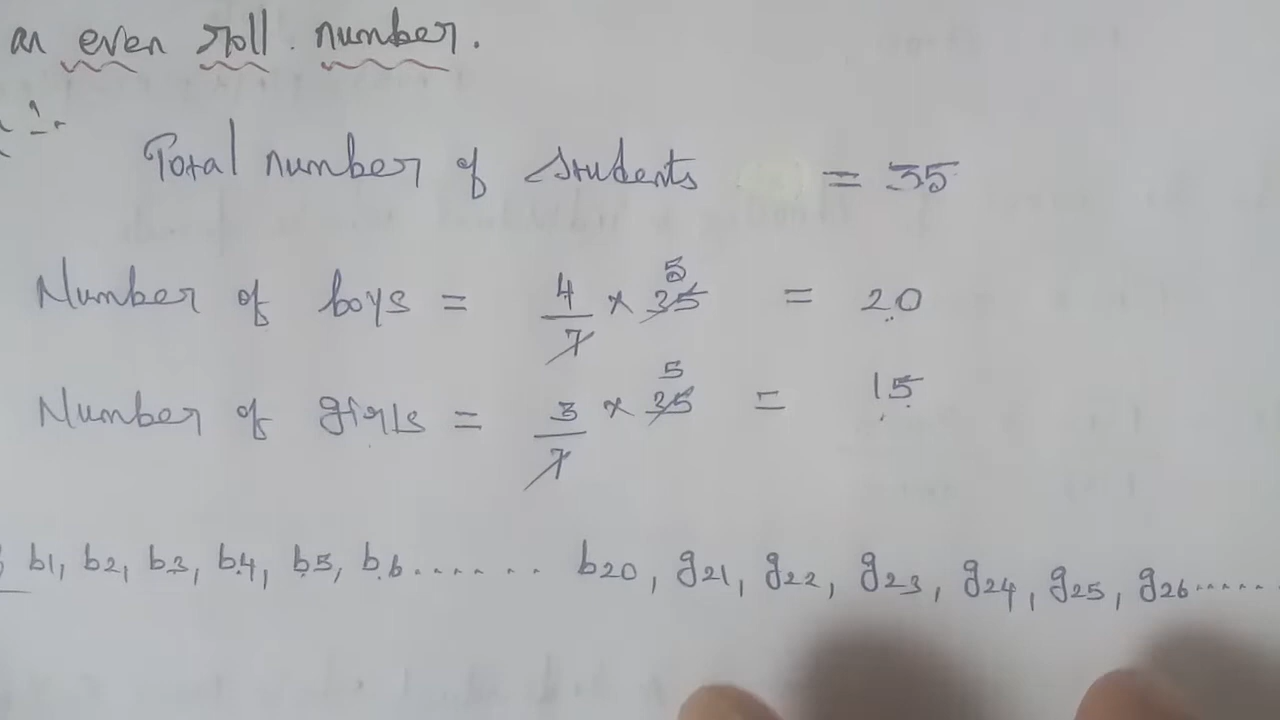 an even roll number.
Total number of students = 35
Number of boys = 4/7 × 35 5 = 20
Number of girls = 3/7 × 35 5 = 15
b1, b2, b3, b4, b5, b6....... b20, g21, g22, g23, g24, g25, g26......